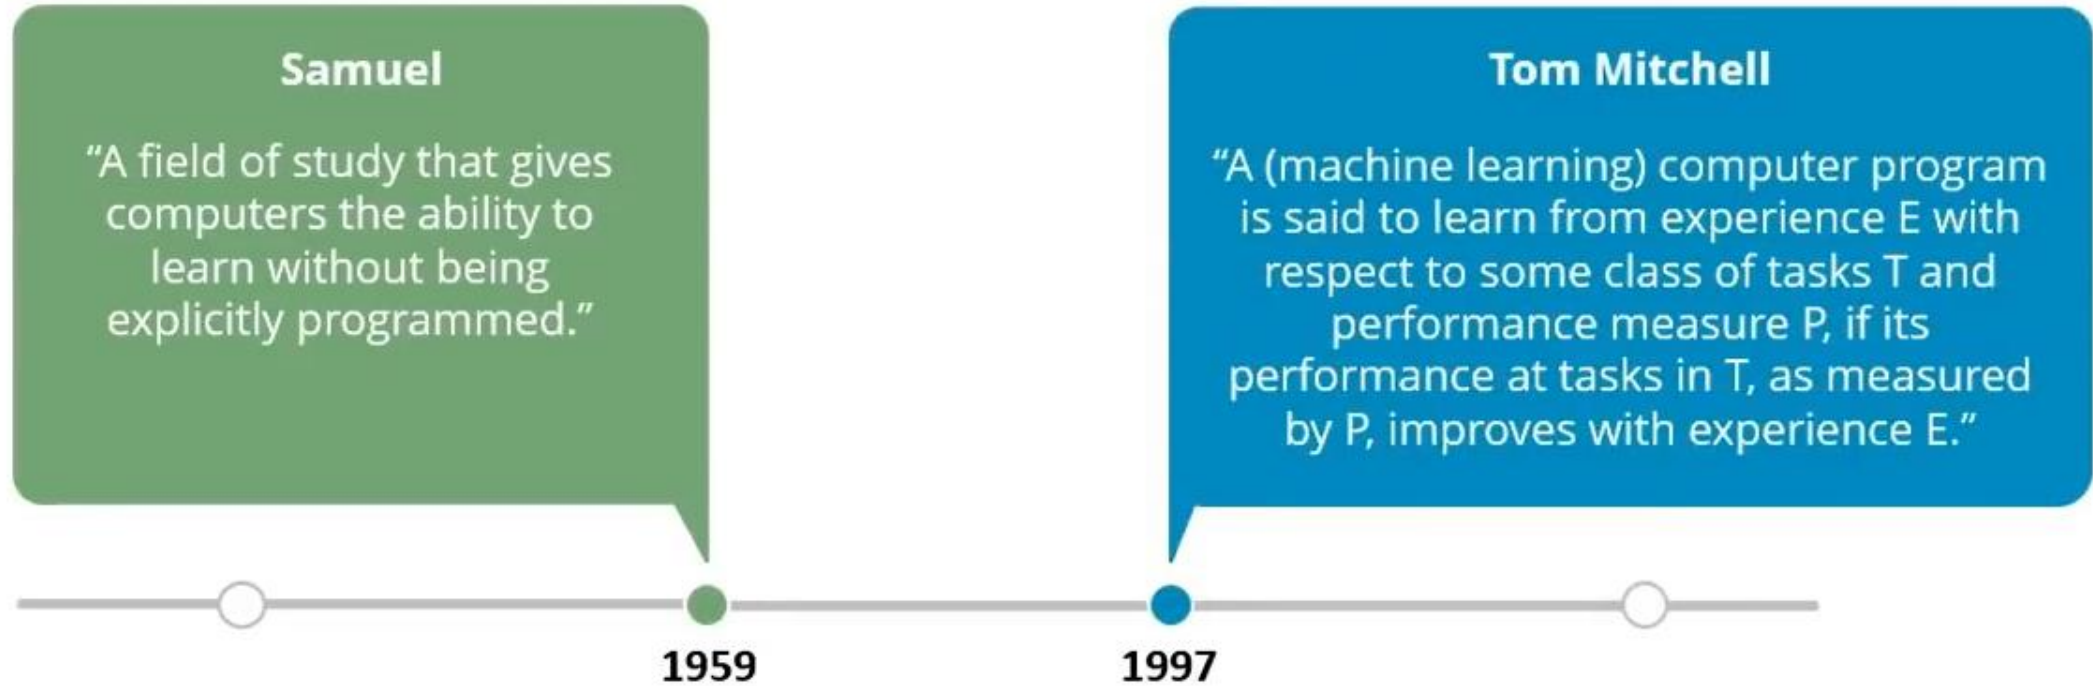 Samuel
“A field of study that gives
computers the ability to
learn without being
explicitly programmed.”
Tom Mitchell
“A (machine learning) computer program
is said to learn from experience E with
respect to some class of tasks T and
performance measure P, if its
performance at tasks in T, as measured
by P, improves with experience E.”
1959
1997